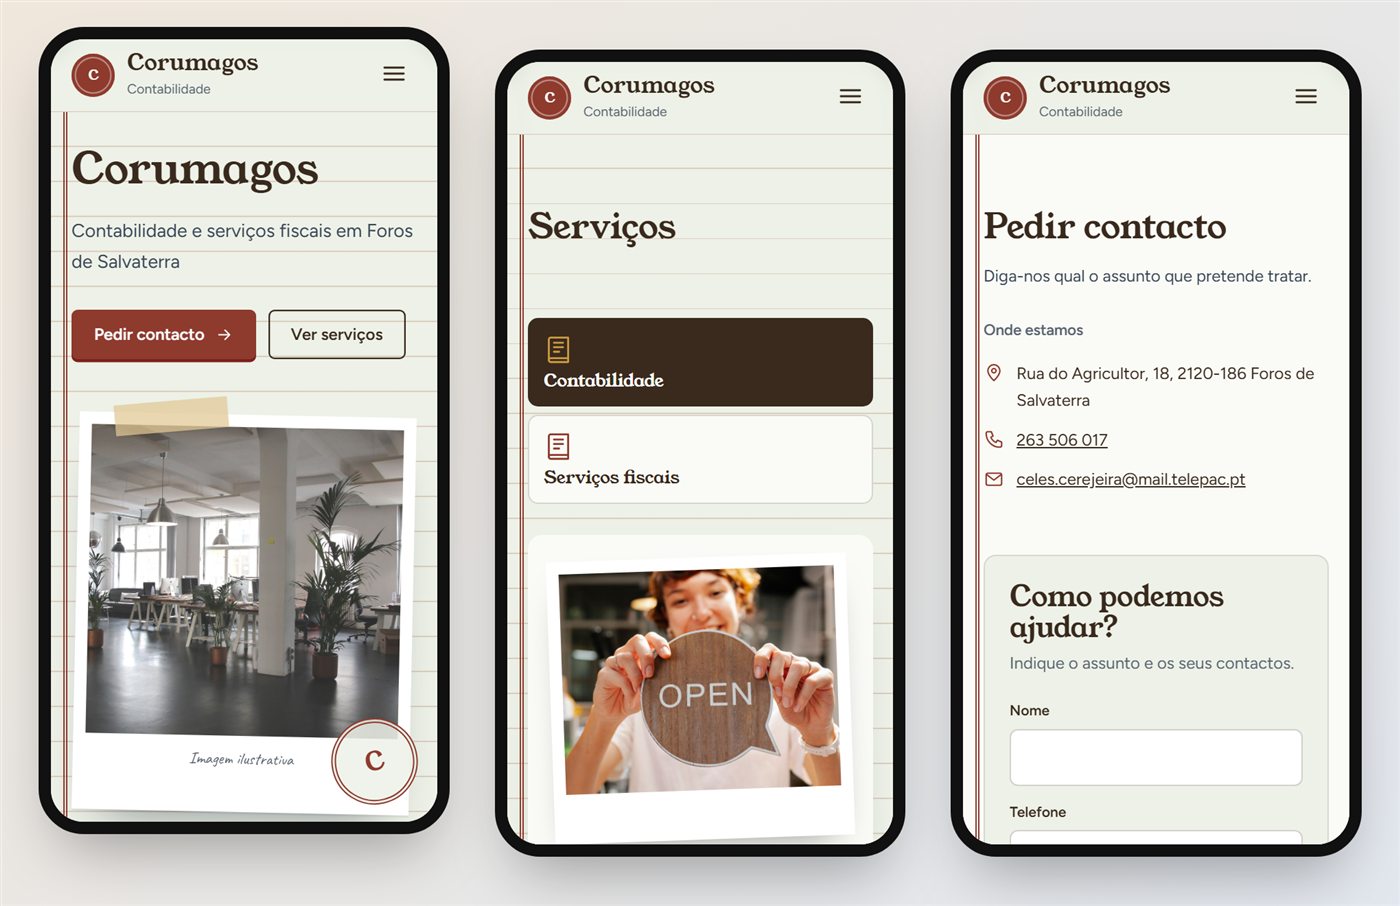 C
Corumagos
Contabilidade
Corumagos
Contabilidade e serviços fiscais em Foros
de Salvaterra
Pedir contacto →
Ver serviços
Imagem ilustrativa
C
C
Corumagos
Contabilidade
Serviços
Contabilidade
Serviços fiscais
OPEN
C
Corumagos
Contabilidade
Pedir contacto
Diga-nos qual o assunto que pretende tratar.
Onde estamos
Rua do Agricultor, 18, 2120-186 Foros de
Salvaterra
263 506 017
celes.cerejeira@mail.telepac.pt
Como podemos
ajudar?
Indique o assunto e os seus contactos.
Nome
Telefone